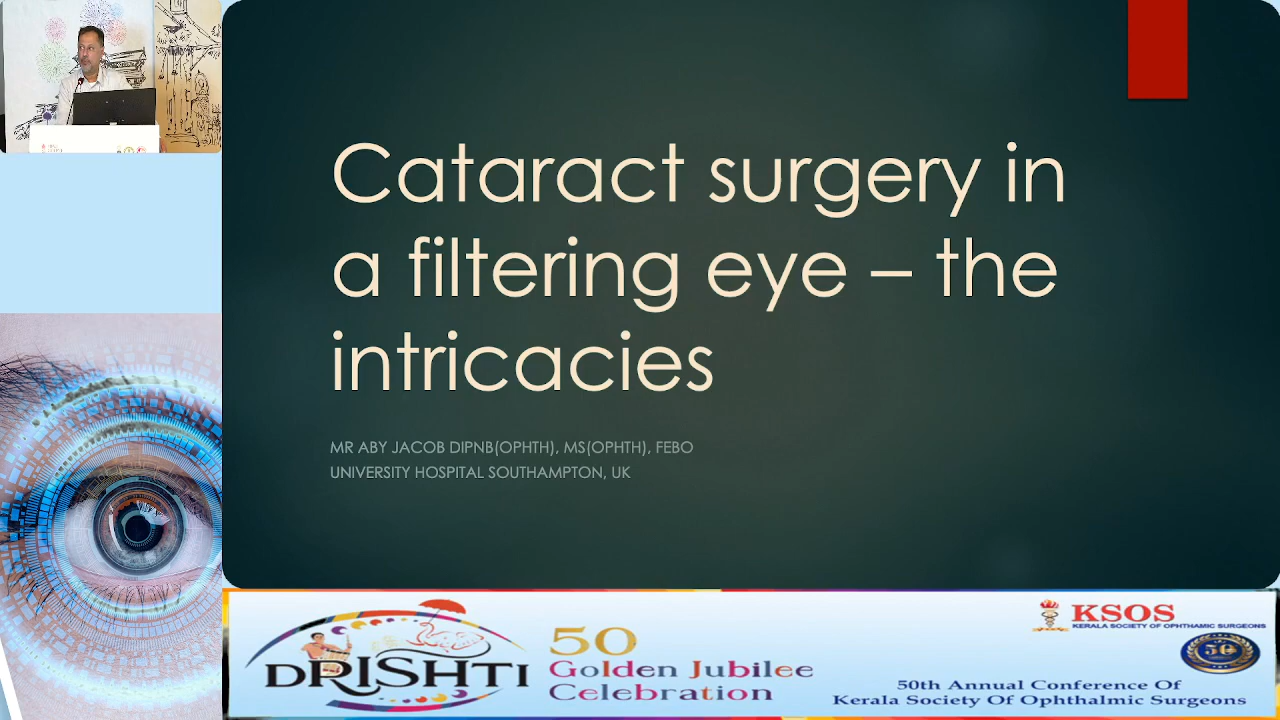 Cataract surgery in
a filtering eye – the
intricacies
MR ABY JACOB DIPNB(OPHTH), MS(OPHTH), FEBO
UNIVERSITY HOSPITAL SOUTHAMPTON, UK
DRISHTI
50
Golden Jubilee
Celebration
KSOS
KERALA SOCIETY OF OPHTHAMIC SURGEONS
50
50th Annual Conference Of
Kerala Society Of Ophthalmic Surgeons